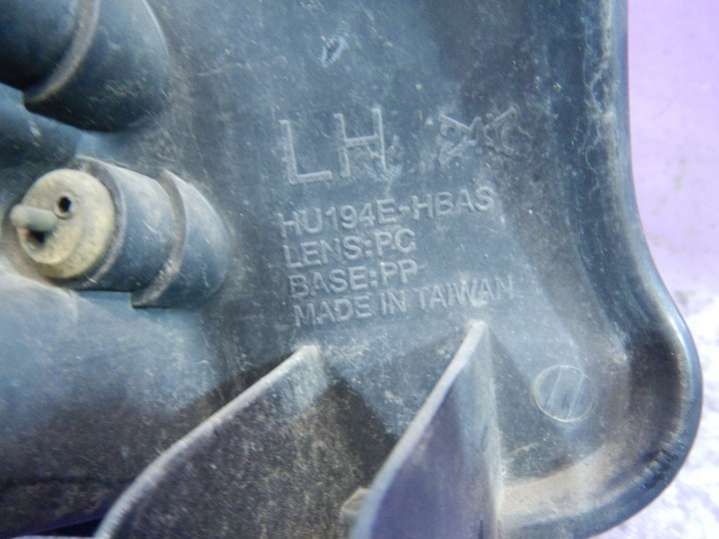 LH
HU194E-HBAS
LENS:PC
BASE:PP
MADE IN TAIWAN